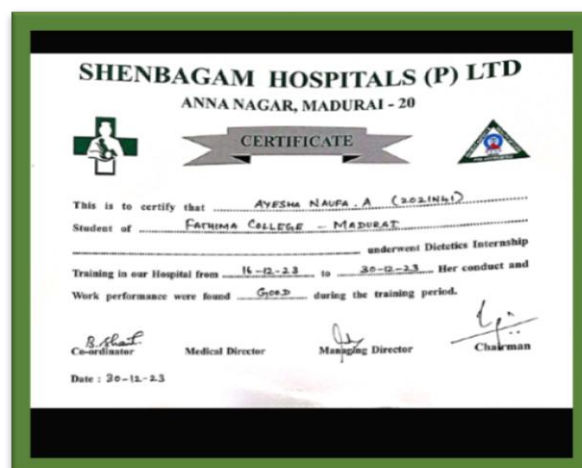 SHENBAGAM HOSPITALS (P) LTD
ANNA NAGAR, MADURAI - 20
CERTIFICATE
This is to certify that AYESHA NAUFA . A
Student of FATHIMA COLLEGE - MADURAI
underwent Dietetics Internship
Training in our Hospital from 16-12-23 to 30-12-23 Her conduct and
Work performance were found GOOD during the training period.
Co-ordinator Medical Director Managing Director Chairman
Date : 30-12-23